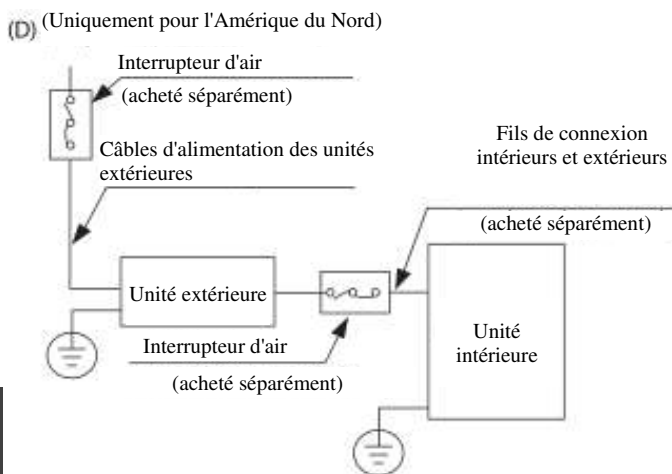 (D) (Uniquement pour l'Amérique du Nord)
Interrupteur d'air
(acheté séparément)
Câbles d'alimentation des unités
extérieures
Fils de connexion
intérieurs et extérieurs
(acheté séparément)
Unité extérieure
Interrupteur d'air
(acheté séparément)
Unité
intérieure